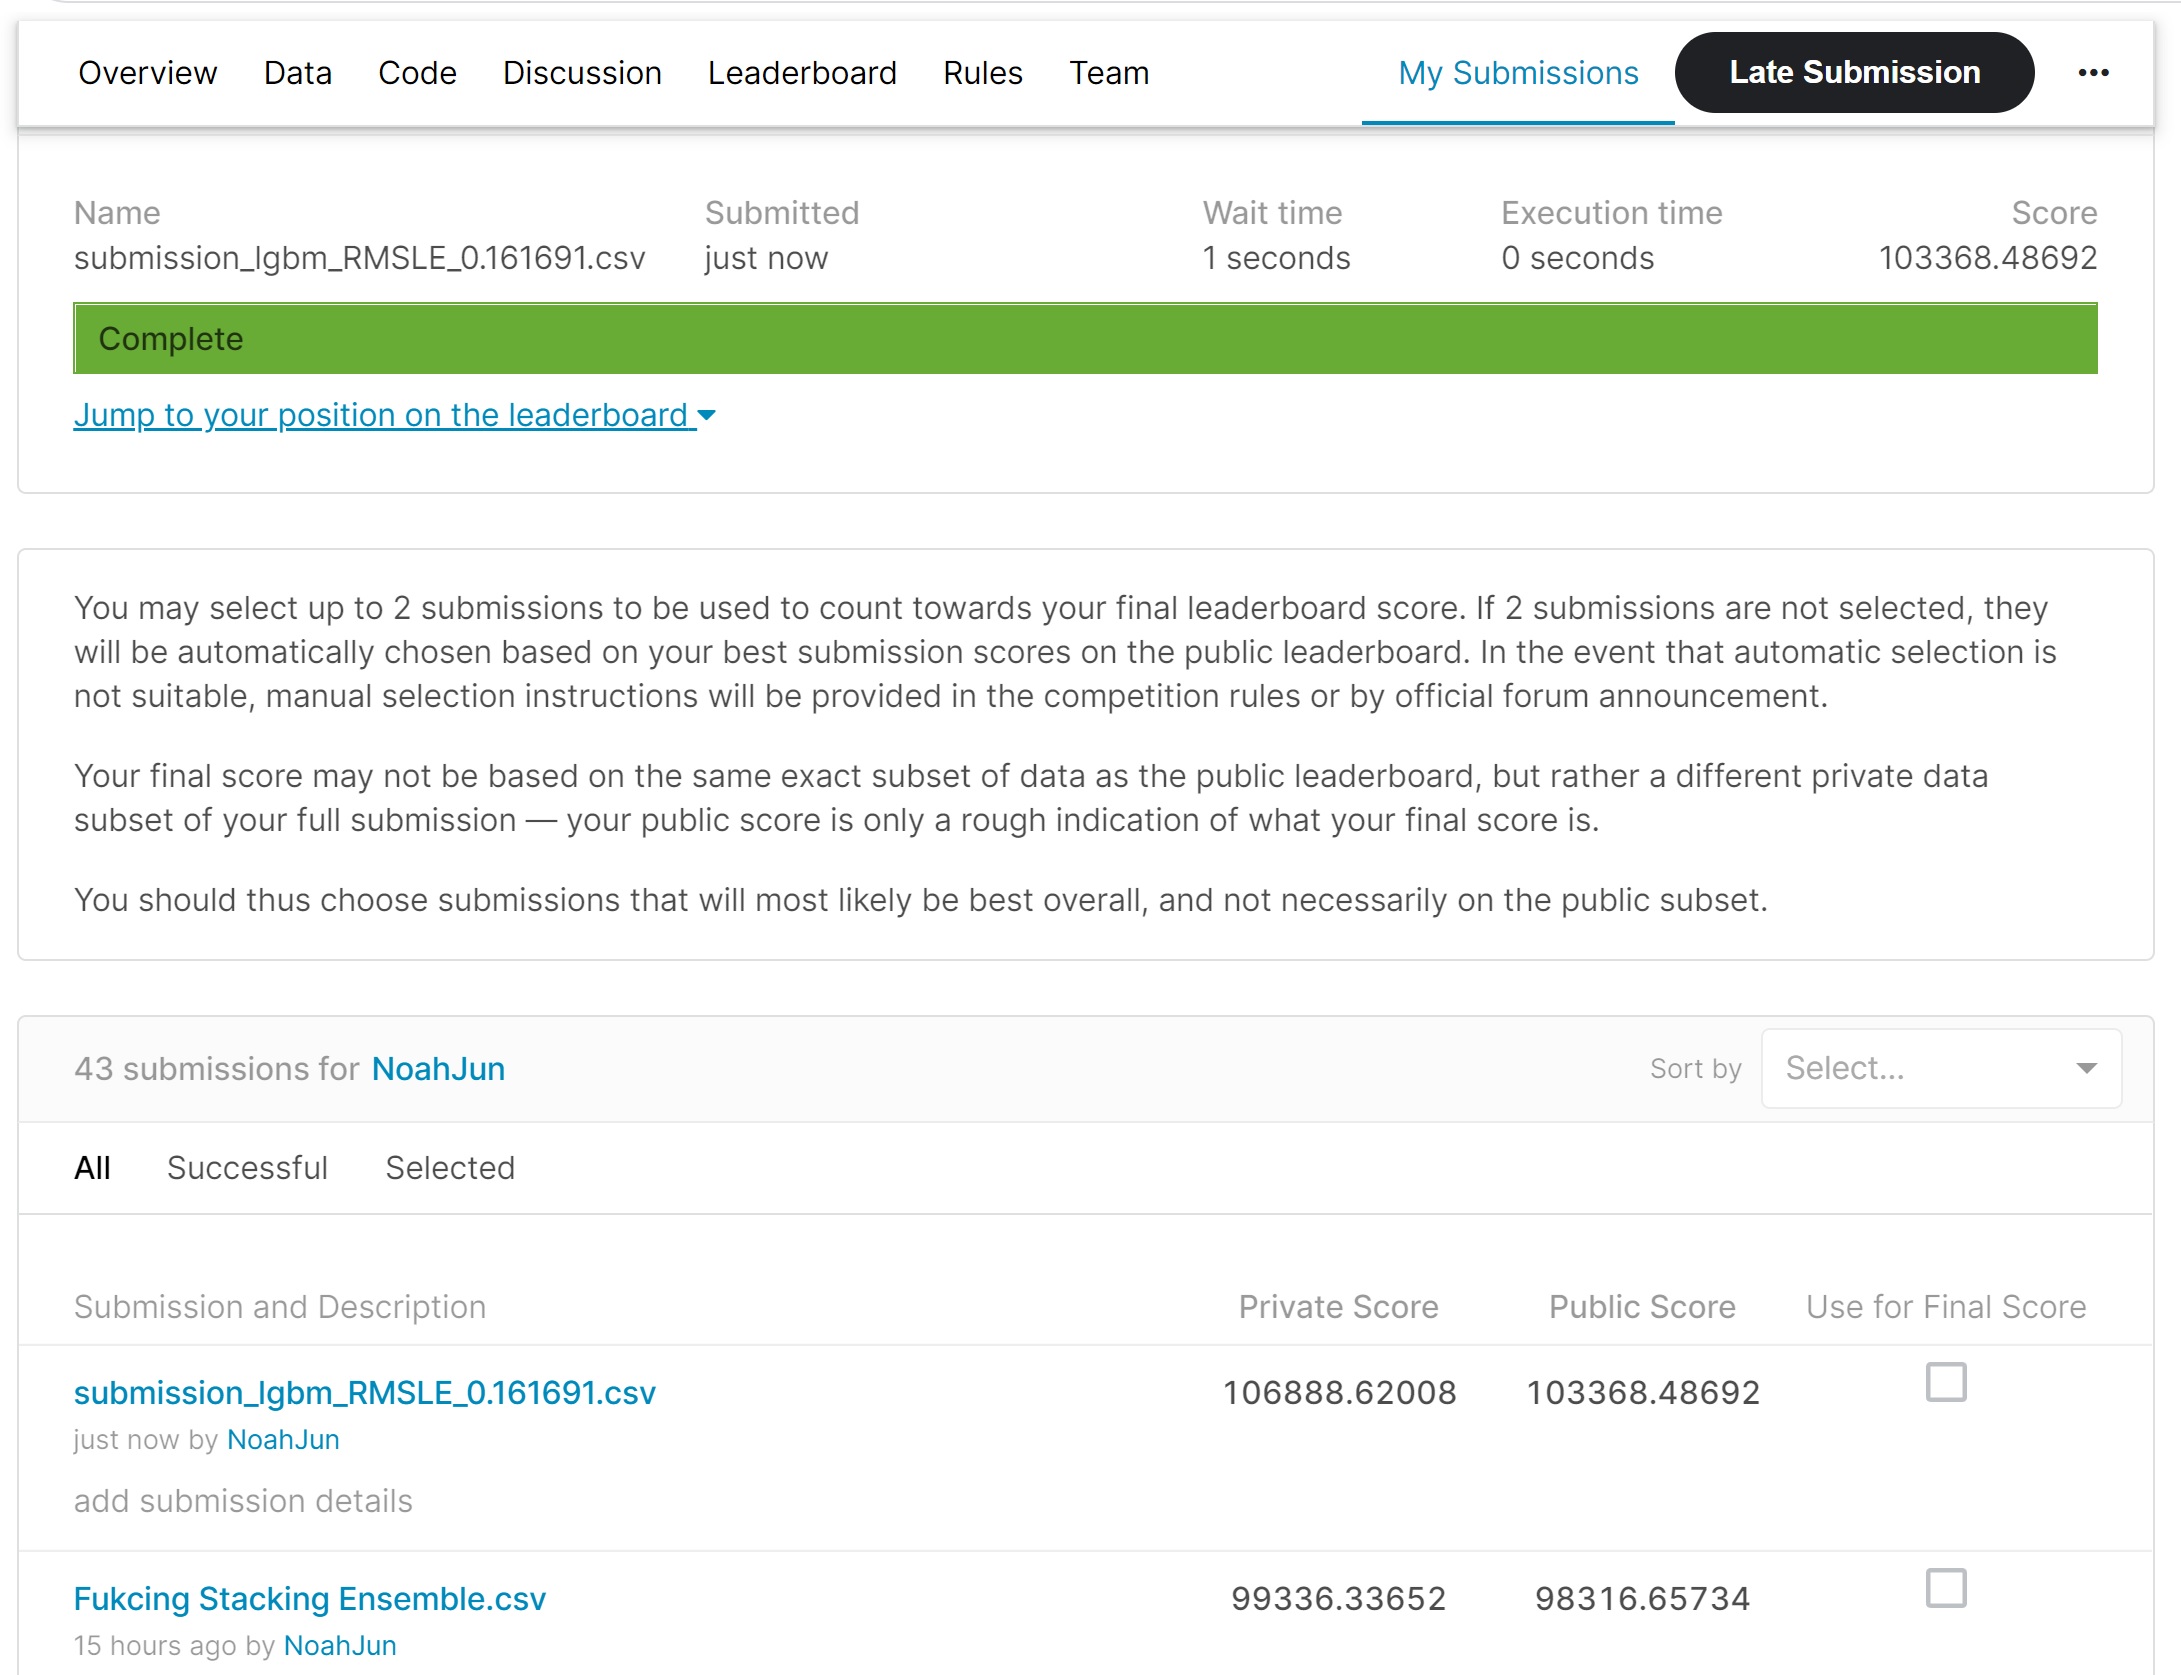 Overview Data Code Discussion Leaderboard Rules Team My Submissions Late Submission •••
Name Submitted Wait time Execution time Score
submission_lgbm_RMSLE_0.161691.csv just now 1 seconds 0 seconds 103368.48692
Complete
Jump to your position on the leaderboard
You may select up to 2 submissions to be used to count towards your final leaderboard score. If 2 submissions are not selected, they
will be automatically chosen based on your best submission scores on the public leaderboard. In the event that automatic selection is
not suitable, manual selection instructions will be provided in the competition rules or by official forum announcement.
Your final score may not be based on the same exact subset of data as the public leaderboard, but rather a different private data
subset of your full submission — your public score is only a rough indication of what your final score is.
You should thus choose submissions that will most likely be best overall, and not necessarily on the public subset.
43 submissions for NoahJun Sort by Select...
All Successful Selected
Submission and Description Private Score Public Score Use for Final Score
submission_lgbm_RMSLE_0.161691.csv 106888.62008 103368.48692
just now by NoahJun
add submission details
Fukcing Stacking Ensemble.csv 99336.33652 98316.65734
15 hours ago by NoahJun